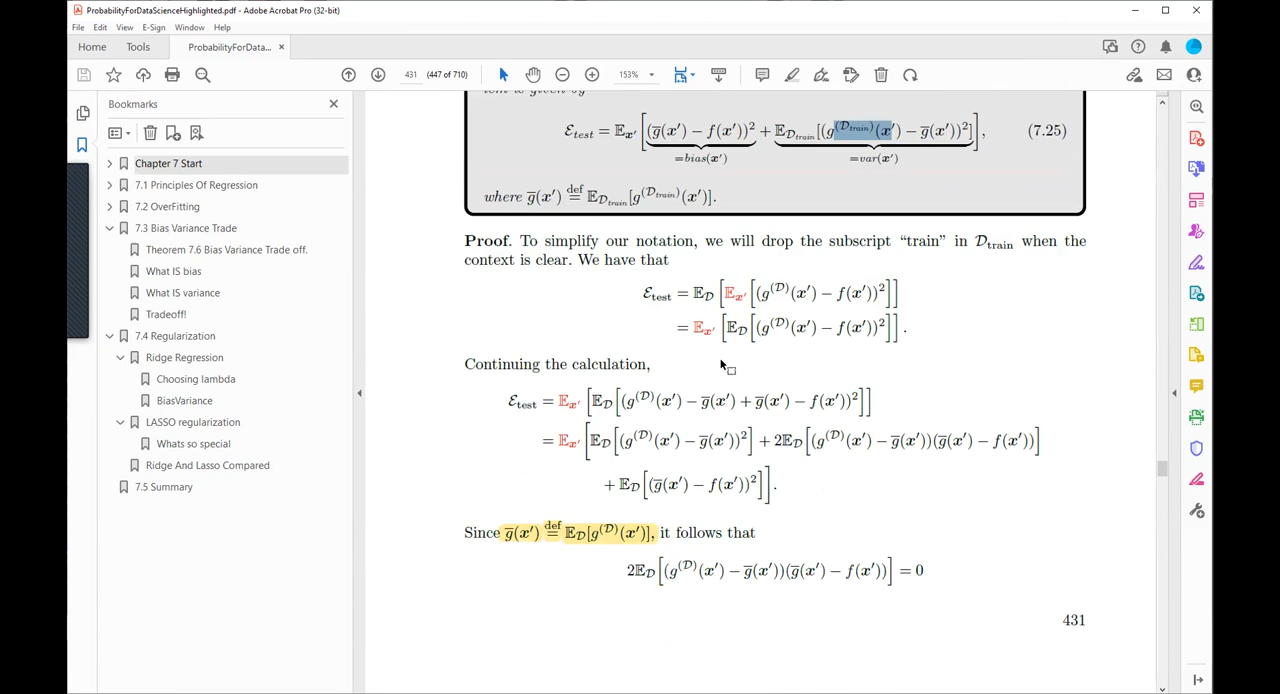 ProbabilityForDataScienceHighlighted.pdf - Adobe Acrobat Pro (32-bit)
File Edit View E-Sign Window Help
Home Tools ProbabilityForData... ×
431 (447 of 710) 153%
Bookmarks
Chapter 7 Start
7.1 Principles Of Regression
7.2 OverFitting
7.3 Bias Variance Trade
Theorem 7.6 Bias Variance Trade off.
What IS bias
What IS variance
Tradeoff!
7.4 Regularization
Ridge Regression
Choosing lambda
BiasVariance
LASSO regularization
Whats so special
Ridge And Lasso Compared
7.5 Summary
ℰ_test = 𝔼_x′ [(g̅(x′) − f(x′))² + 𝔼_𝒟train[(g^(𝒟train)(x′) − g̅(x′))²]], (7.25)
=bias(x′) =var(x′)
where g̅(x′) def= 𝔼_𝒟train[g^(𝒟train)(x′)].
Proof. To simplify our notation, we will drop the subscript “train” in 𝒟train when the
context is clear. We have that
ℰ_test = 𝔼_𝒟 [𝔼_x′ [(g^(𝒟)(x′) − f(x′))²]]
= 𝔼_x′ [𝔼_𝒟 [(g^(𝒟)(x′) − f(x′))²]] .
Continuing the calculation,
ℰ_test = 𝔼_x′ [𝔼_𝒟 [(g^(𝒟)(x′) − g̅(x′) + g̅(x′) − f(x′))²]]
= 𝔼_x′ [𝔼_𝒟 [(g^(𝒟)(x′) − g̅(x′))²] + 2𝔼_𝒟 [(g^(𝒟)(x′) − g̅(x′))(g̅(x′) − f(x′))]
+ 𝔼_𝒟 [(g̅(x′) − f(x′))²]].
Since g̅(x′) def= 𝔼_𝒟[g^(𝒟)(x′)], it follows that
2𝔼_𝒟 [(g^(𝒟)(x′) − g̅(x′))(g̅(x′) − f(x′))] = 0
431